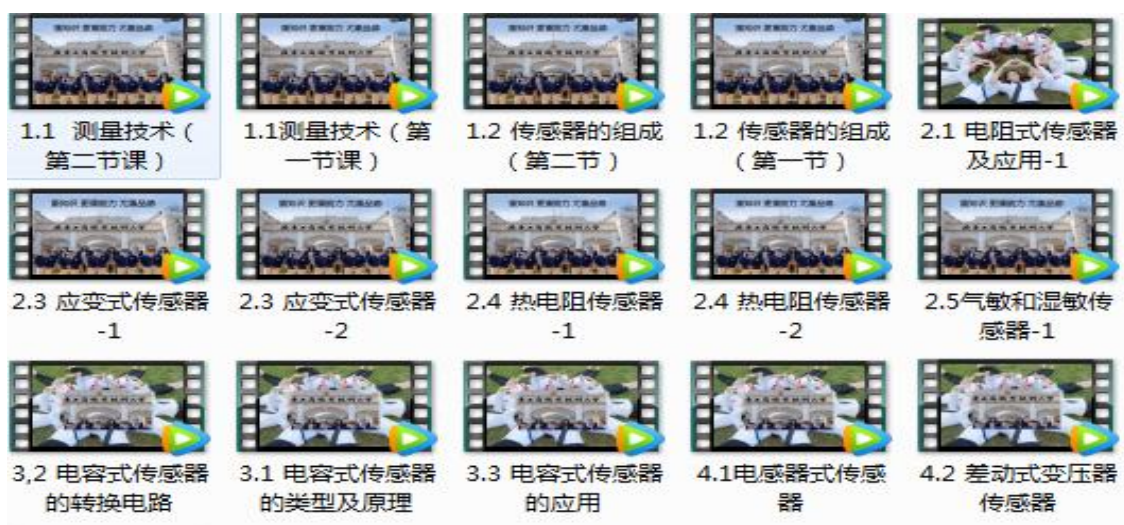 1.1 测量技术（
第二节课）
1.1测量技术（第
一节课）
1.2 传感器的组成
（第二节）
1.2 传感器的组成
（第一节）
2.1 电阻式传感器
及应用-1
2.3 应变式传感器
-1
2.3 应变式传感器
-2
2.4 热电阻传感器
-1
2.4 热电阻传感器
-2
2.5气敏和湿敏传
感器-1
3,2 电容式传感器
的转换电路
3.1 电容式传感器
的类型及原理
3.3 电容式传感器
的应用
4.1电感器式传感
器
4.2 差动式变压器
传感器